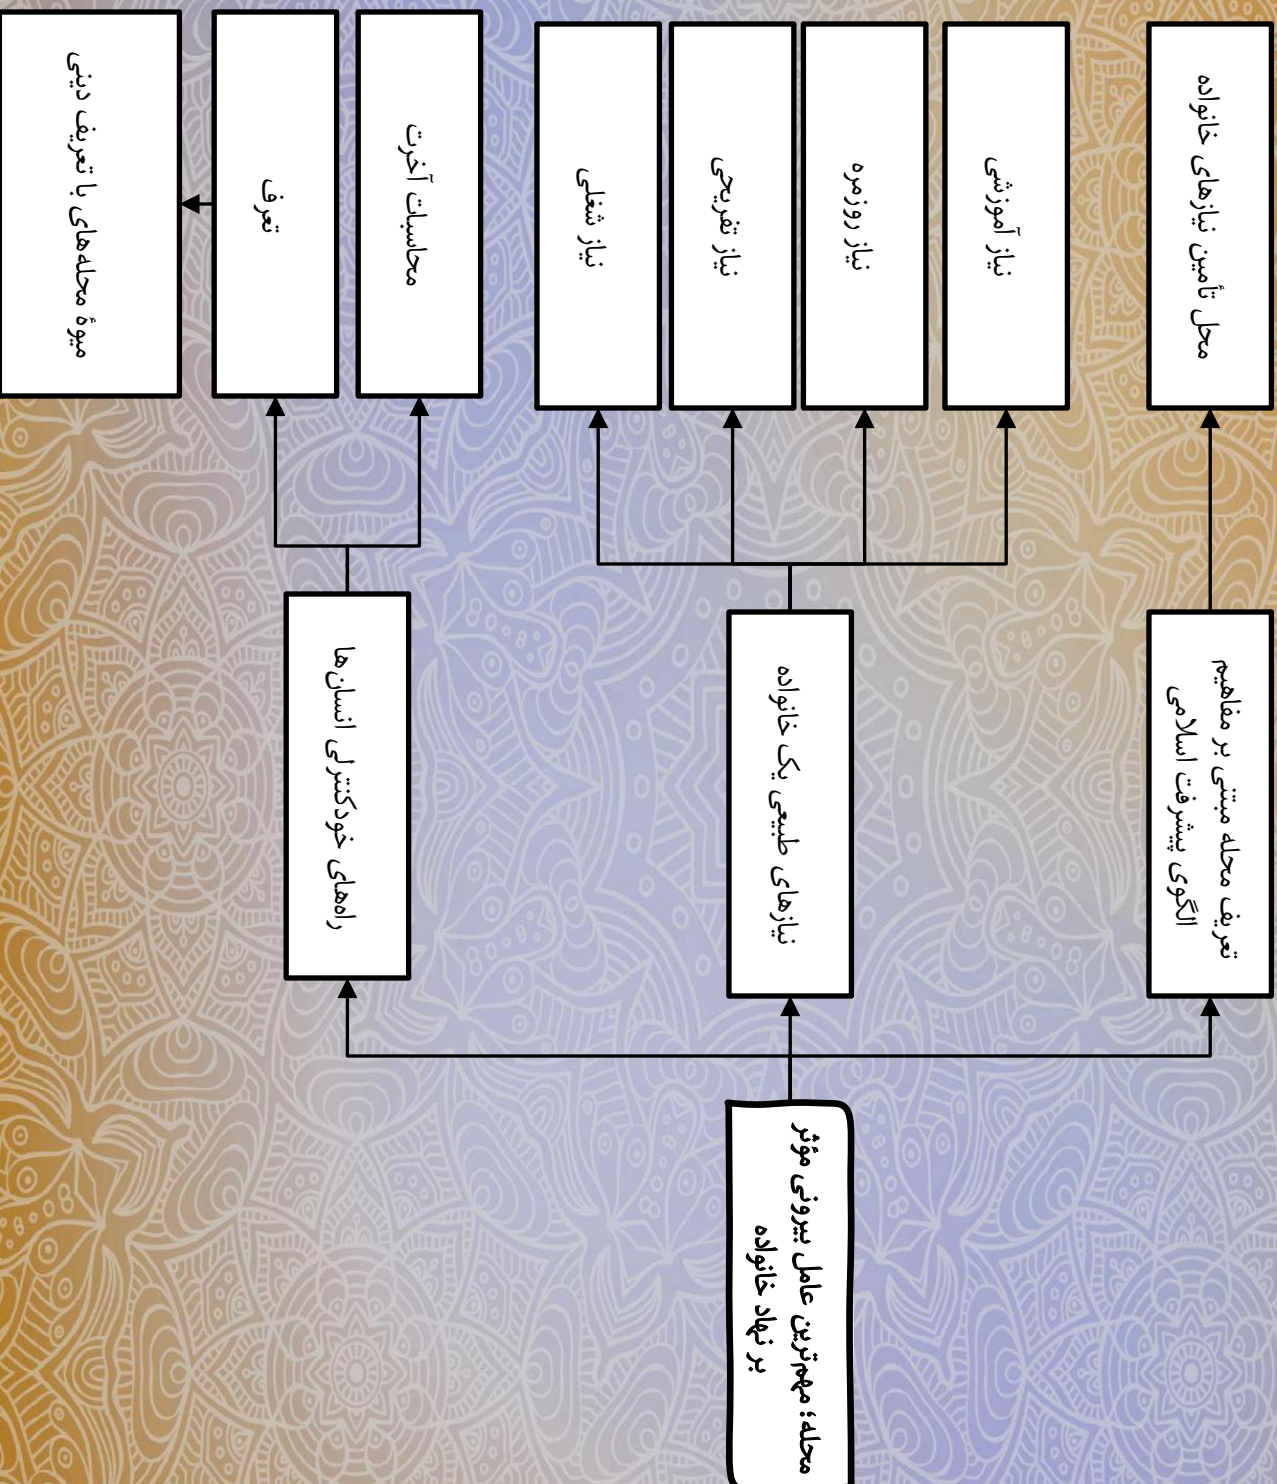 محله؛ مهم‌ترین عامل بیرونی مؤثر
بر نهاد خانواده
تعریف محله مبتنی بر مفاهیم
الگوی پیشرفت اسلامی
محل تأمین نیازهای خانواده
نیازهای طبیعی یک خانواده
نیاز آموزشی
نیاز روزمره
نیاز تفریحی
نیاز شغلی
راه‌های خودکنترلی انسان‌ها
محاسبات آخرت
تعرف
میوهٔ محله‌های با تعریف دینی